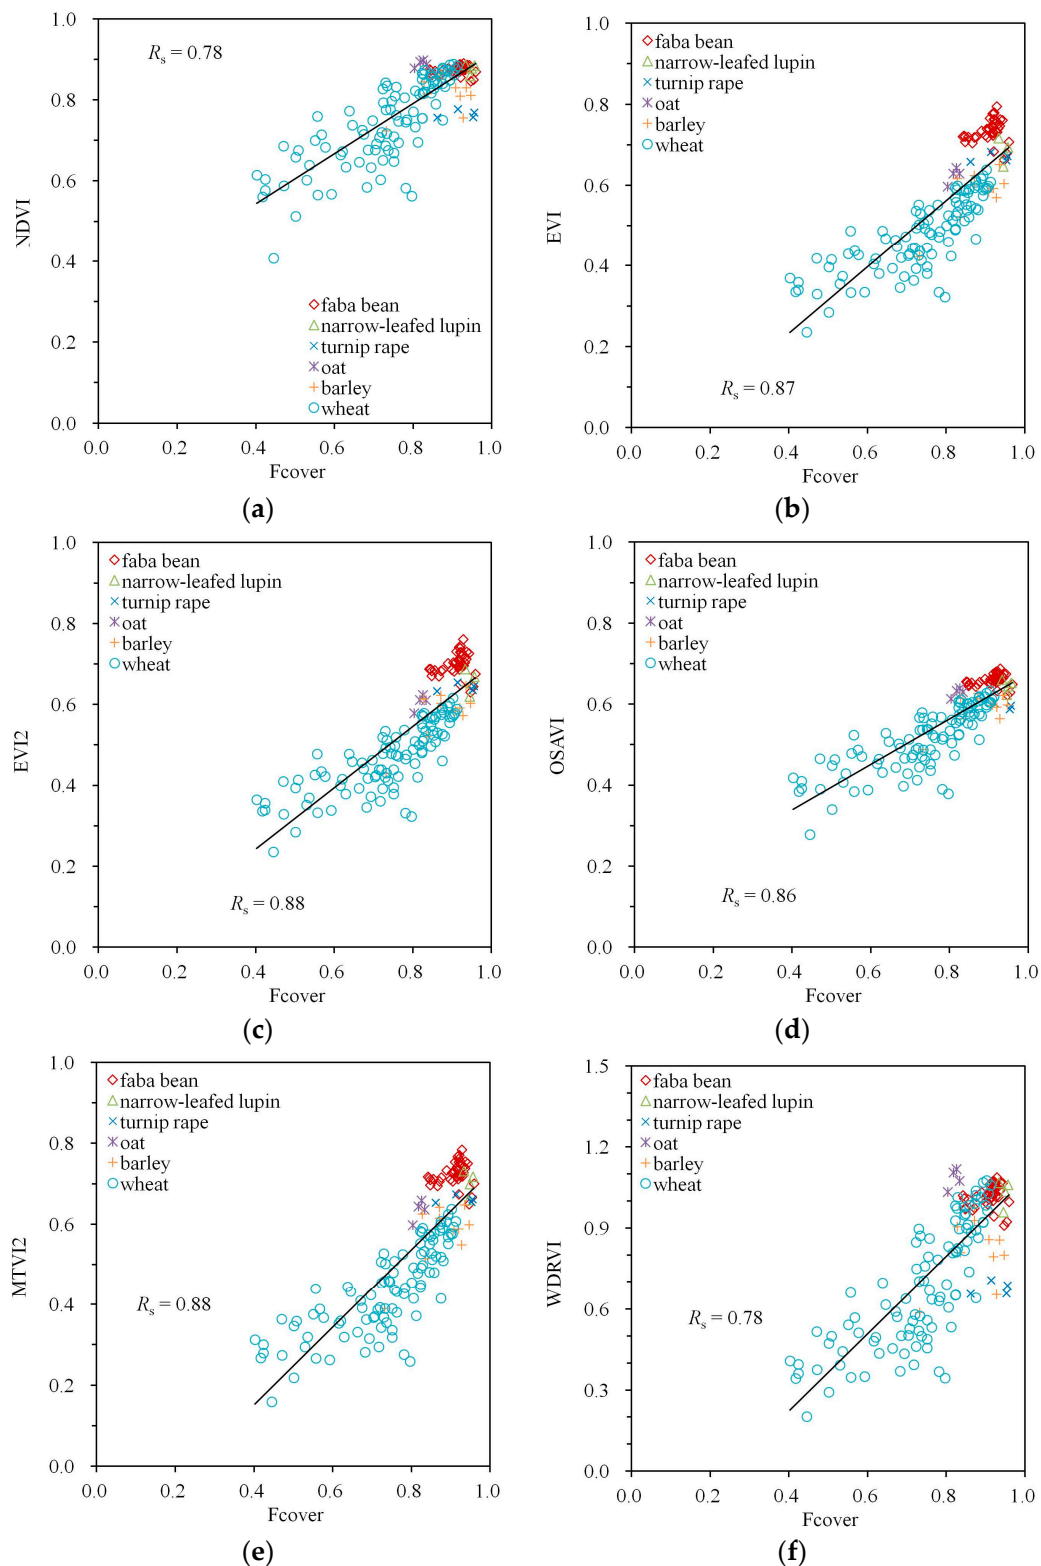 1.0
0.8
0.6
0.4
0.2
0.0
NDVI
R_s = 0.78
faba bean
narrow-leafed lupin
turnip rape
oat
barley
wheat
0.0 0.2 0.4 0.6 0.8 1.0
Fcover
(a)
1.0
0.8
0.6
0.4
0.2
0.0
EVI
faba bean
narrow-leafed lupin
turnip rape
oat
barley
wheat
R_s = 0.87
0.0 0.2 0.4 0.6 0.8 1.0
Fcover
(b)
1.0
0.8
0.6
0.4
0.2
0.0
EVI2
faba bean
narrow-leafed lupin
turnip rape
oat
barley
wheat
R_s = 0.88
0.0 0.2 0.4 0.6 0.8 1.0
Fcover
(c)
1.0
0.8
0.6
0.4
0.2
0.0
OSAVI
faba bean
narrow-leafed lupin
turnip rape
oat
barley
wheat
R_s = 0.86
0.0 0.2 0.4 0.6 0.8 1.0
Fcover
(d)
1.0
0.8
0.6
0.4
0.2
0.0
MTVI2
faba bean
narrow-leafed lupin
turnip rape
oat
barley
wheat
R_s = 0.88
0.0 0.2 0.4 0.6 0.8 1.0
Fcover
(e)
1.5
1.2
0.9
0.6
0.3
0.0
WDRVI
faba bean
narrow-leafed lupin
turnip rape
oat
barley
wheat
R_s = 0.78
0.0 0.2 0.4 0.6 0.8 1.0
Fcover
(f)